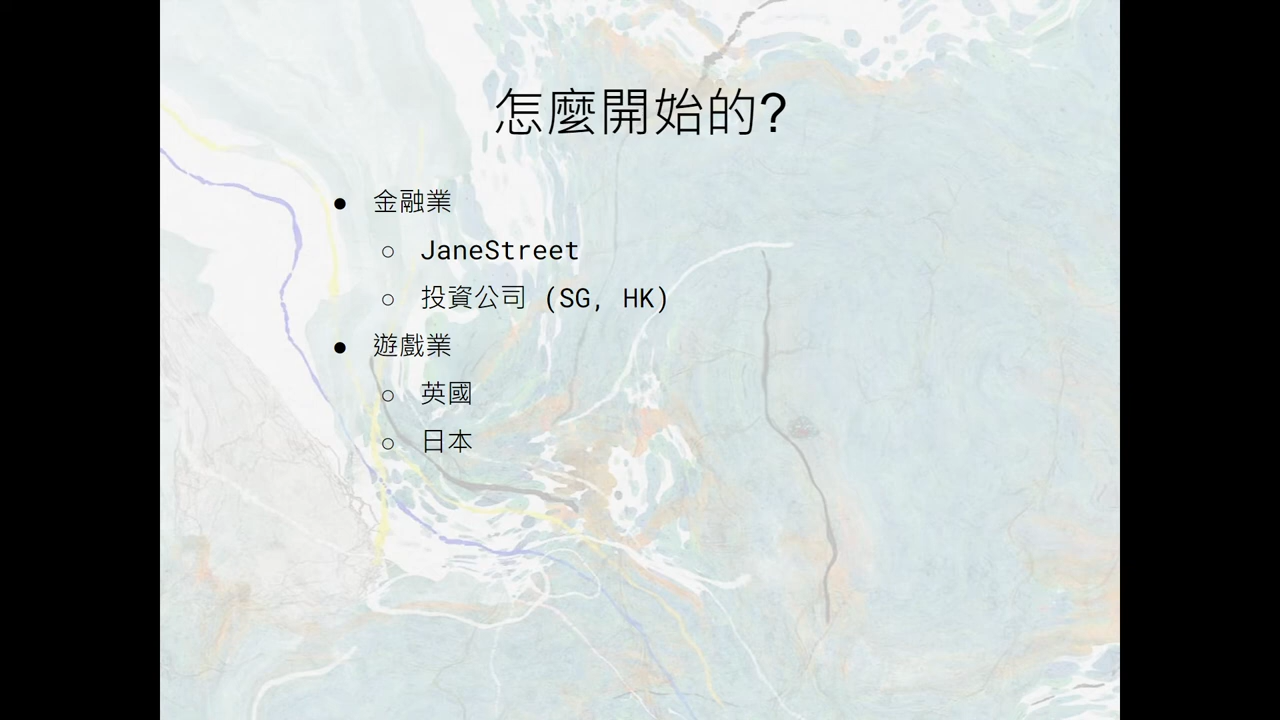 怎麼開始的?
● 金融業
○ JaneStreet
○ 投資公司 (SG, HK)
● 遊戲業
○ 英國
○ 日本